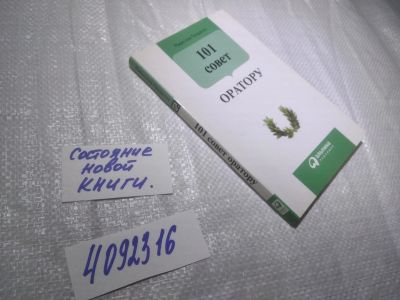 101
совет
ОРАТОРУ
101 совет оратору
Состояние
новой
книги.
4092316